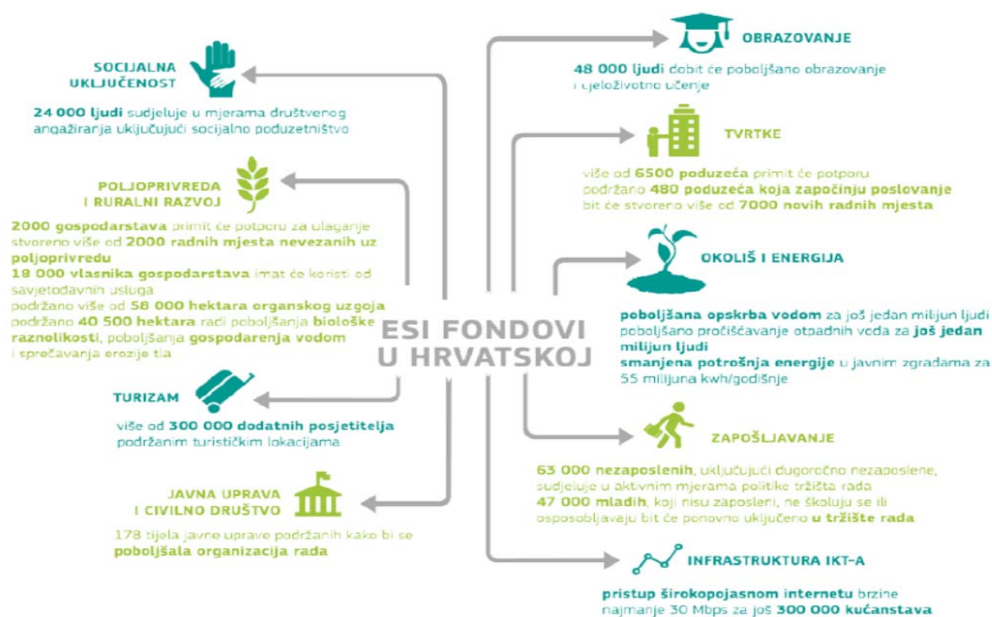 SOCIJALNA
UKLJUČENOST
24 000 ljudi sudjeluje u mjerama društvenog
angažiranja uključujući socijalno poduzetništvo
POLJOPRIVREDA
I RURALNI RAZVOJ
2000 gospodarstava primit će potporu za ulaganje
stvoreno više od 2000 radnih mjesta nevezanih uz
poljoprivredu
18 000 vlasnika gospodarstava imat će koristi od
savjetodavnih usluga
podržano više od 58 000 hektara organskog uzgoja
podržano 40 500 hektara radi poboljšanja biološke
raznolikosti, poboljšanja gospodarenja vodom
i sprečavanja erozije tla
TURIZAM
više od 300 000 dodatnih posjetitelja
podržanim turističkim lokacijama
JAVNA UPRAVA
I CIVILNO DRUŠTVO
178 tijela javne uprave podržanih kako bi se
poboljšala organizacija rada
ESI FONDOVI
U HRVATSKOJ
OBRAZOVANJE
48 000 ljudi dobit će poboljšano obrazovanje
i cjeloživotno učenje
TVRTKE
više od 6500 poduzeća primit će potporu
podržano 480 poduzeća koja započinju poslovanje
bit će stvoreno više od 7000 novih radnih mjesta
OKOLIŠ I ENERGIJA
poboljšana opskrba vodom za još jedan milijun ljudi
poboljšano pročišćavanje otpadnih voda za još jedan
milijun ljudi
smanjena potrošnja energije u javnim zgradama za
55 milijuna kwh/godišnje
ZAPOŠLJAVANJE
63 000 nezaposlenih, uključujući dugoročno nezaposlene,
sudjeluje u aktivnim mjerama politike tržišta rada
47 000 mladih, koji nisu zaposleni, ne školuju se ili
osposobljavaju bit će ponovno uključeno u tržište rada
INFRASTRUKTURA IKT-A
pristup širokopojasnom internetu brzine
najmanje 30 Mbps za još 300 000 kućanstava